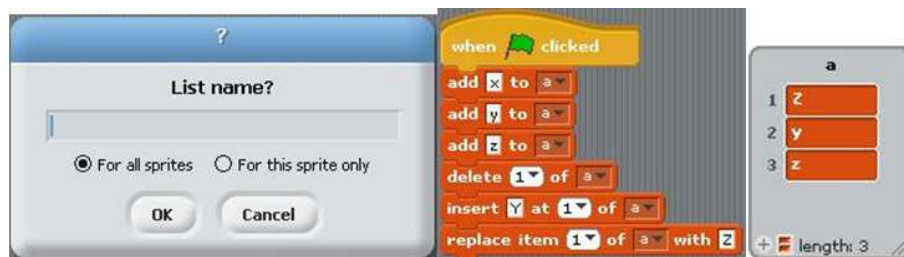 ?
List name?
For all sprites For this sprite only
OK Cancel
when clicked
add x to a
add y to a
add z to a
delete 1 of a
insert Y at 1 of a
replace item 1 of a with Z
a
1 Z
2 y
3 z
+ = length: 3